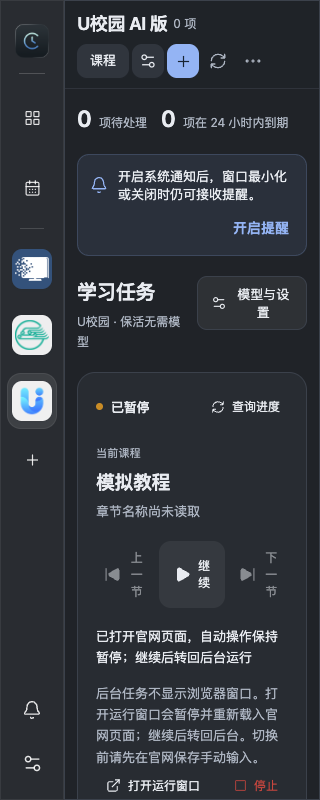 U校园 AI 版 0 项
课程
0 项待处理 0 项在 24 小时内到期
开启系统通知后，窗口最小化
或关闭时仍可接收提醒。
开启提醒
学习任务
模型与设
置
U校园 · 保活无需模
型
已暂停
查询进度
当前课程
模拟教程
章节名称尚未读取
上
一
节
继
续
下
一
节
已打开官网页面，自动操作保持
暂停；继续后转回后台运行
后台任务不显示浏览器窗口。打
开运行窗口会暂停并重新载入官
网页面；继续后转回后台。切换
前请先在官网保存手动输入。
打开运行窗口
停止